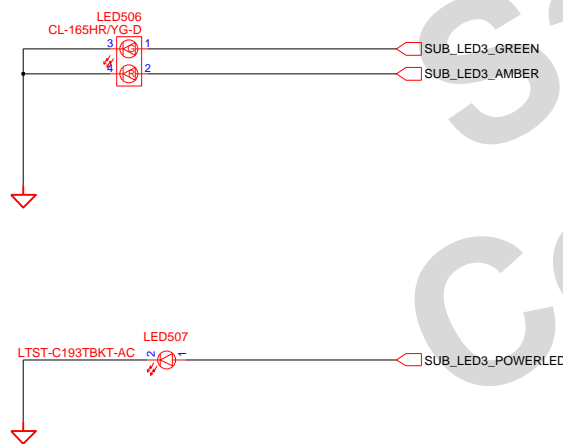 LED506
CL-165HR/YG-D
3
G
1
SUB_LED3_GREEN
4
R
2
SUB_LED3_AMBER
LED507
LTST-C193TBKT-AC
2
1
SUB_LED3_POWERLED